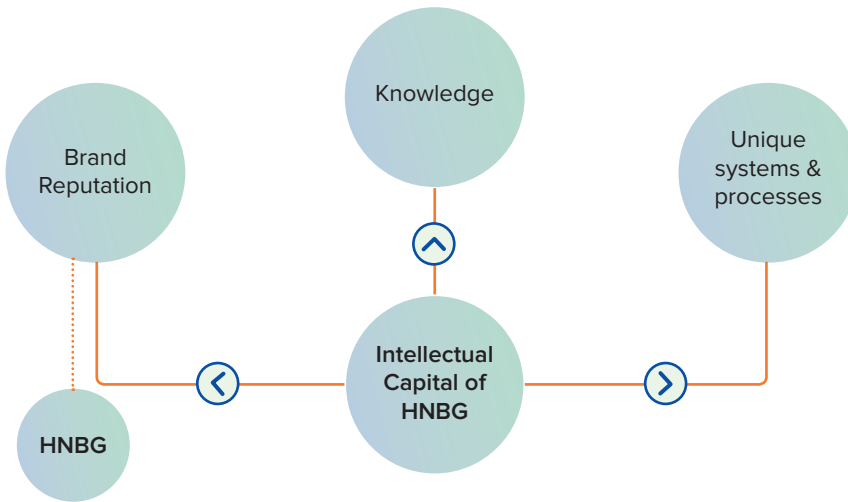 Knowledge
Brand
Reputation
Unique
systems &
processes
Intellectual
Capital of
HNBG
HNBG